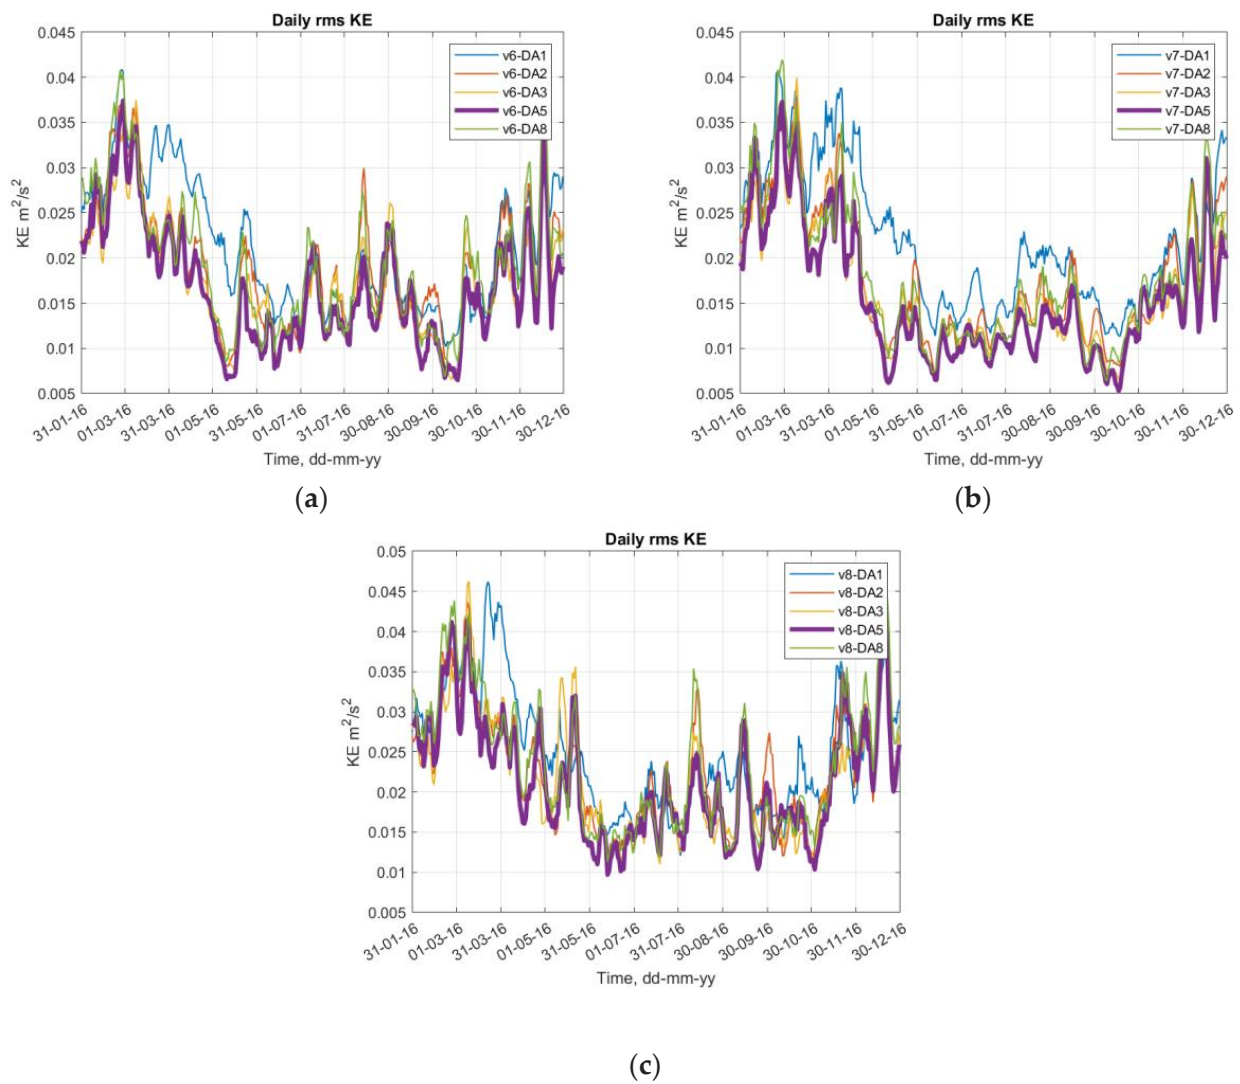 Daily rms KE
0.045
0.04
0.035
0.03
0.025
0.02
0.015
0.01
0.005
KE m²/s²
v6-DA1
v6-DA2
v6-DA3
v6-DA5
v6-DA8
31-01-16
01-03-16
31-03-16
01-05-16
31-05-16
01-07-16
31-07-16
30-08-16
30-09-16
30-10-16
30-11-16
30-12-16
Time, dd-mm-yy
(a)
Daily rms KE
0.045
0.04
0.035
0.03
0.025
0.02
0.015
0.01
0.005
KE m²/s²
v7-DA1
v7-DA2
v7-DA3
v7-DA5
v7-DA8
31-01-16
01-03-16
31-03-16
01-05-16
31-05-16
01-07-16
31-07-16
30-08-16
30-09-16
30-10-16
30-11-16
30-12-16
Time, dd-mm-yy
(b)
Daily rms KE
0.05
0.045
0.04
0.035
0.03
0.025
0.02
0.015
0.01
0.005
KE m²/s²
v8-DA1
v8-DA2
v8-DA3
v8-DA5
v8-DA8
31-01-16
01-03-16
31-03-16
01-05-16
31-05-16
01-07-16
31-07-16
30-08-16
30-09-16
30-10-16
30-11-16
30-12-16
Time, dd-mm-yy
(c)